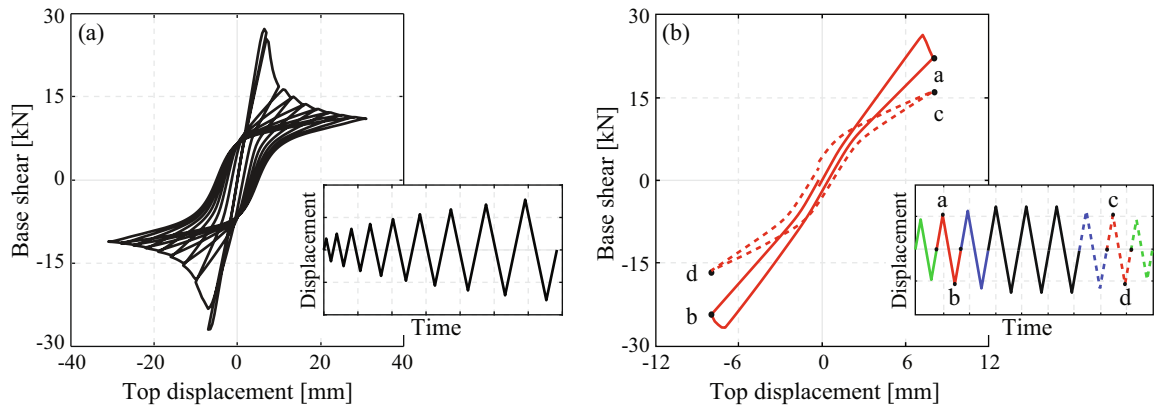 (a)
Base shear [kN]
30
15
0
-15
-30
-40
-20
0
20
40
Top displacement [mm]
Displacement
Time
(b)
Base shear [kN]
30
15
0
-15
-30
-12
-6
0
6
12
Top displacement [mm]
a
c
d
b
Displacement
a
c
b
d
Time